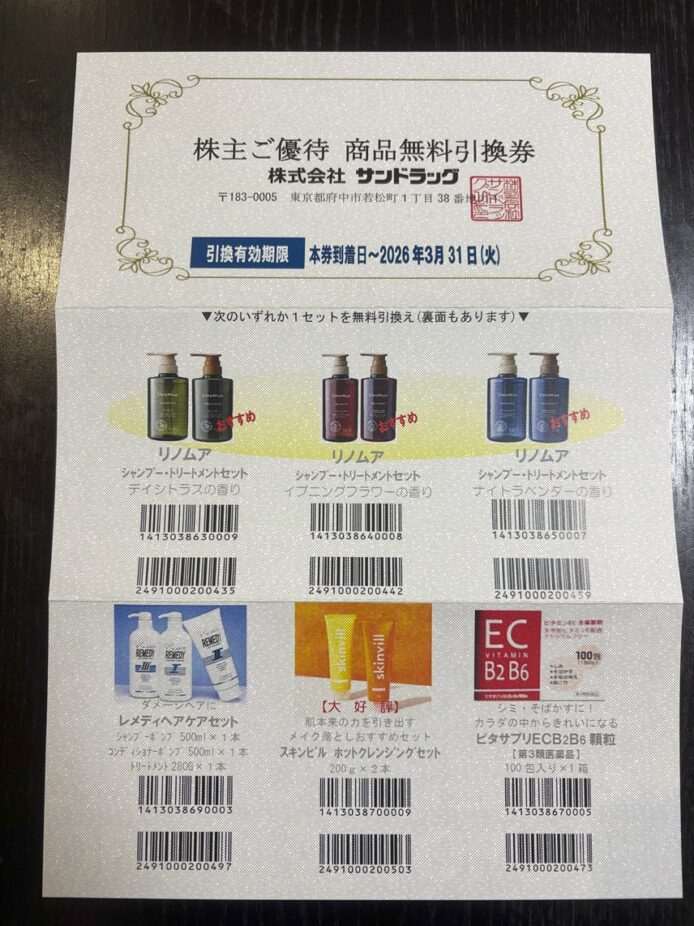 株主ご優待 商品無料引換券
株式会社 サンドラッグ
〒183-0005 東京都府中市若松町1丁目38番地
引換有効期限 本券到着日～2026年3月31日(火)
▼次のいずれか1セットを無料引換え(裏面もあります)▼
おすすめ おすすめ おすすめ
リノムア リノムア リノムア
シャンプー・トリートメントセット シャンプー・トリートメントセット シャンプー・トリートメントセット
デイシトラスの香り イブニングフラワーの香り ナイトラベンダーの香り
1413038630009 1413038640008 1413038650007
2491000200435 2491000200442 2491000200459
REMEDY REMEDY REMEDY
skinvill skinvill
EC
VITAMIN
B2 B6
100包
ダメージヘアに
レメディヘアケアセット
シャンプーポンプ 500ml×1本
コンディショナーポンプ 500ml×1本
トリートメント 280G×1本
1413038690003
2491000200497
【大好評】
肌本来の力を引き出す
メイク落としおすすめセット
スキンビル ホットクレンジングセット
200g×2本
1413038700009
2491000200503
シミ・そばかすに!
カラダの中からきれいになる
ビタサプリECB2B6 顆粒
【第3類医薬品】
100包入り×1箱
1413038670005
2491000200473